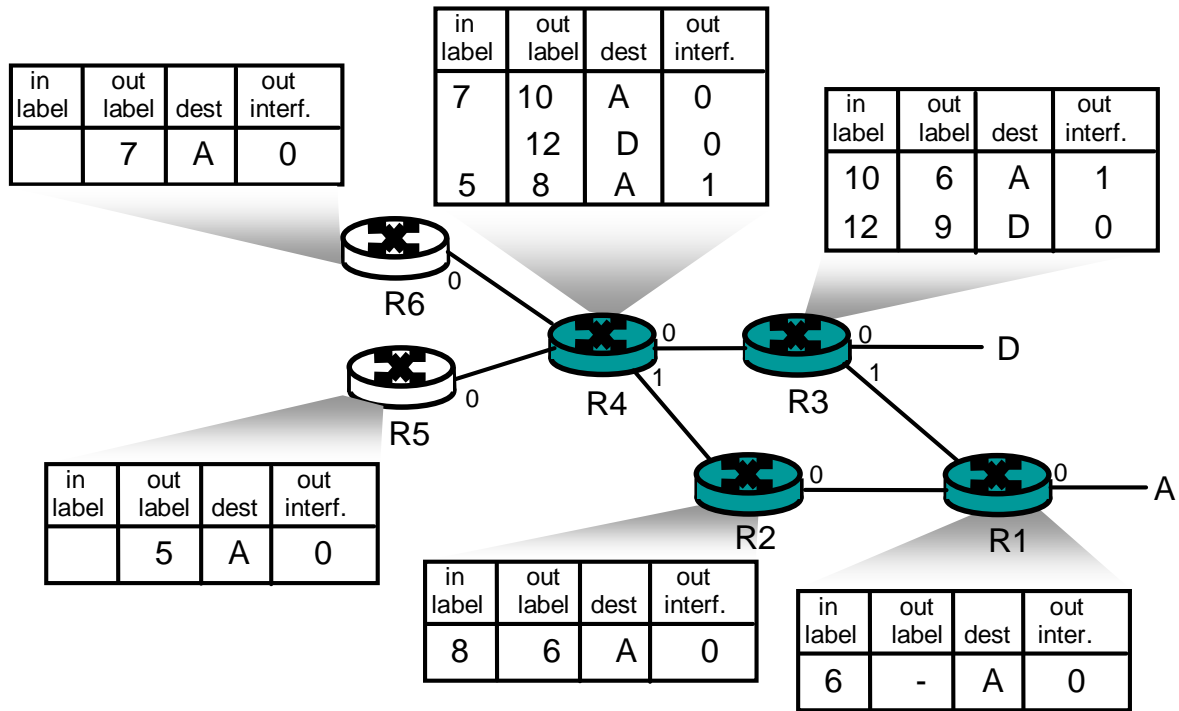 in out dest out
label label interf.
7 10 A 0
12 D 0
5 8 A 1
in out dest out
label label interf.
7 A 0
in out dest out
label label interf.
10 6 A 1
12 9 D 0
0
R6
0
R5
0
1
R4
0
1
R3
D
0
R2
0
R1
A
in out dest out
label label interf.
5 A 0
in out dest out
label label interf.
8 6 A 0
in out dest out
label label inter.
6 - A 0